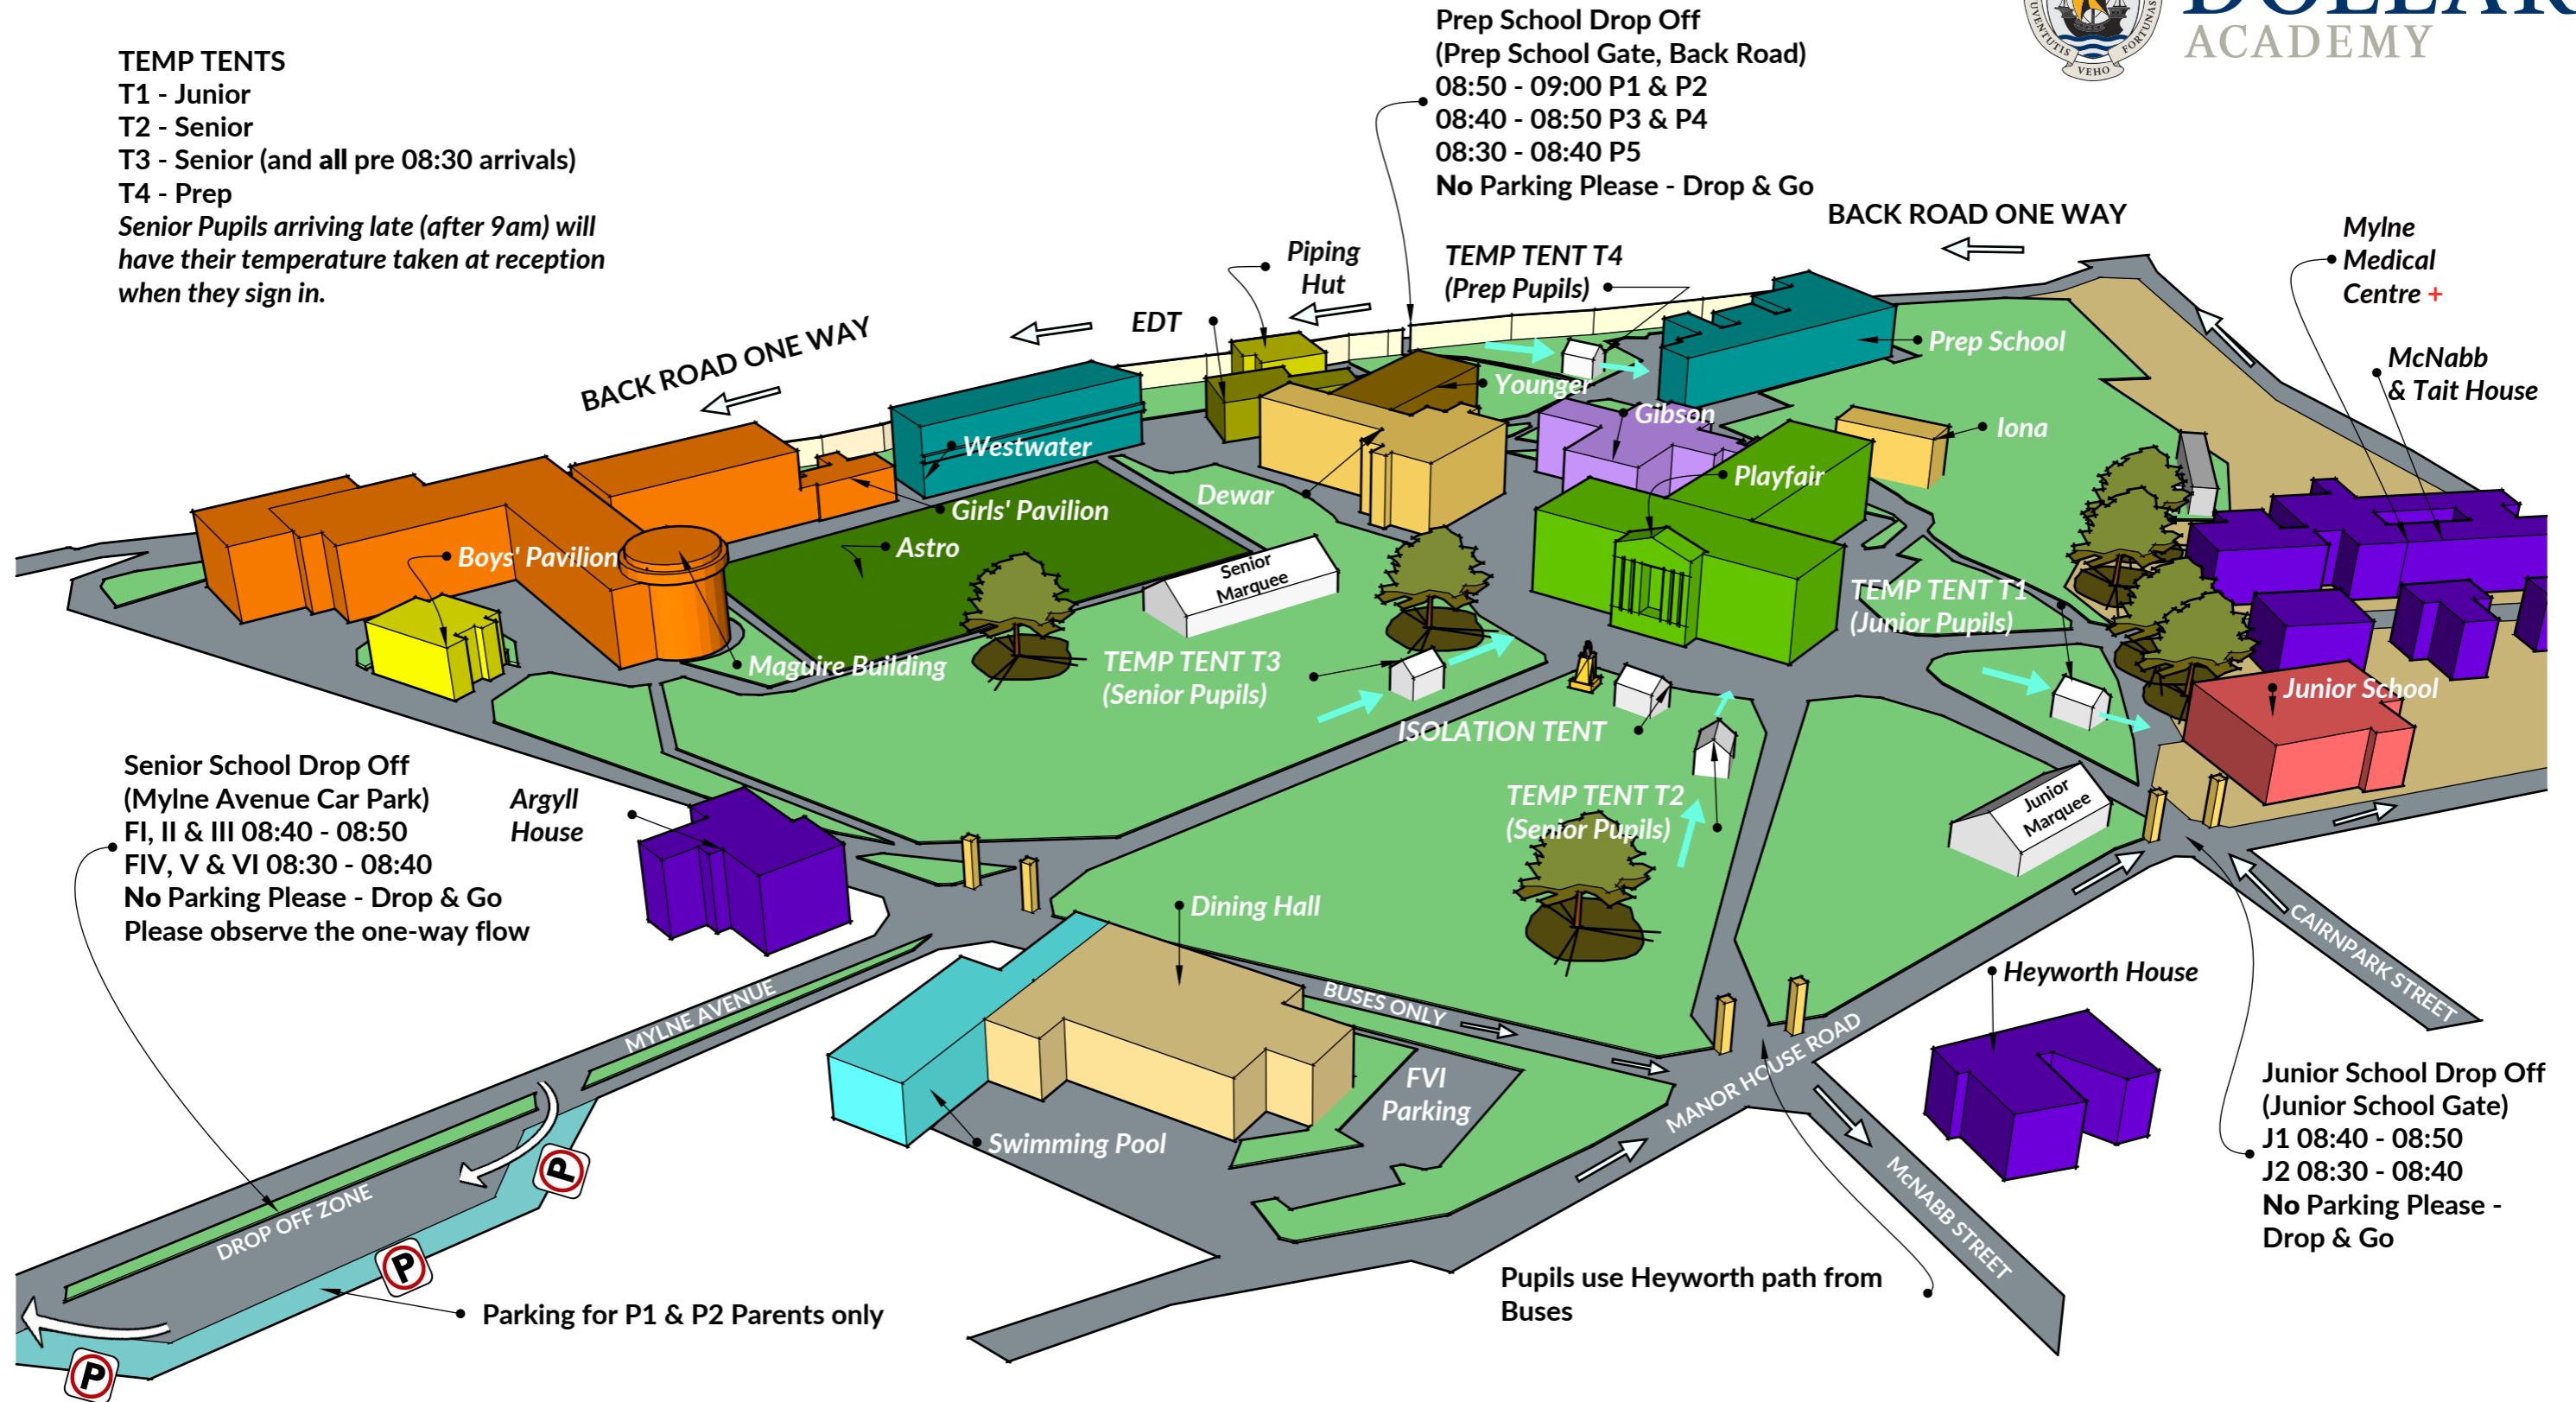 DOLLAR
ACADEMY
JUVENTUTIS
VEHO
FORTUNAS
TEMP TENTS
T1 - Junior
T2 - Senior
T3 - Senior (and all pre 08:30 arrivals)
T4 - Prep
Senior Pupils arriving late (after 9am) will
have their temperature taken at reception
when they sign in.
Prep School Drop Off
(Prep School Gate, Back Road)
08:50 - 09:00 P1 & P2
08:40 - 08:50 P3 & P4
08:30 - 08:40 P5
No Parking Please - Drop & Go
BACK ROAD ONE WAY
Mylne
Medical
Centre +
McNabb
& Tait House
Piping
Hut
TEMP TENT T4
(Prep Pupils)
EDT
BACK ROAD ONE WAY
Prep School
Younger
Gibson
Iona
Westwater
Playfair
Dewar
Girls' Pavilion
Astro
Boys' Pavilion
Senior
Marquee
TEMP TENT T1
(Junior Pupils)
Maguire Building
TEMP TENT T3
(Senior Pupils)
Junior School
ISOLATION TENT
Senior School Drop Off
(Mylne Avenue Car Park)
FI, II & III 08:40 - 08:50
FIV, V & VI 08:30 - 08:40
No Parking Please - Drop & Go
Please observe the one-way flow
Argyll
House
TEMP TENT T2
(Senior Pupils)
Junior
Marquee
Dining Hall
CAIRNPARK STREET
Heyworth House
MYLNE AVENUE
BUSES ONLY
MANOR HOUSE ROAD
FVI
Parking
Swimming Pool
Junior School Drop Off
(Junior School Gate)
J1 08:40 - 08:50
J2 08:30 - 08:40
No Parking Please -
Drop & Go
McNABB STREET
DROP OFF ZONE
P
P
P
Parking for P1 & P2 Parents only
Pupils use Heyworth path from
Buses